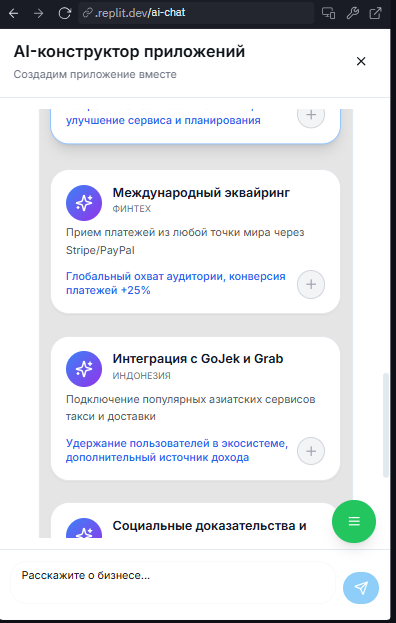 .replit.dev/ai-chat
AI-конструктор приложений
Создадим приложение вместе
улучшение сервиса и планирования
Международный эквайринг
ФИНТЕХ
Прием платежей из любой точки мира через
Stripe/PayPal
Глобальный охват аудитории, конверсия
платежей +25%
Интеграция с GoJek и Grab
ИНДОНЕЗИЯ
Подключение популярных азиатских сервисов
такси и доставки
Удержание пользователей в экосистеме,
дополнительный источник дохода
Социальные доказательства и
Расскажите о бизнесе...